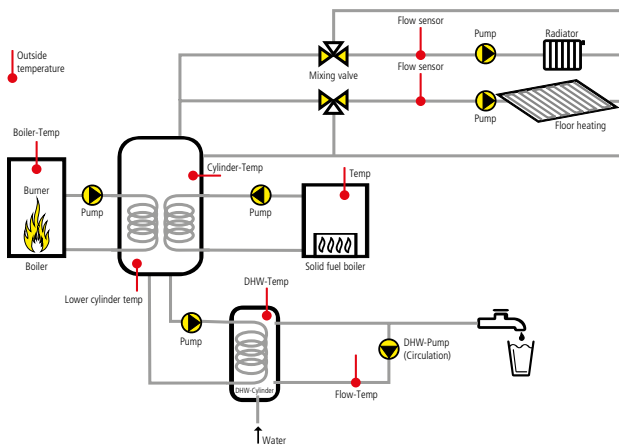 Flow sensor
Pump
Radiator
Outside
temperature
Mixing valve
Flow sensor
Pump
Floor heating
Boiler-Temp
Cylinder-Temp
Temp
Burner
Pump
Pump
Boiler
Solid fuel boiler
Lower cylinder temp
DHW-Temp
Pump
DHW-Pump
(Circulation)
DHW-Cylinder
Flow-Temp
Water